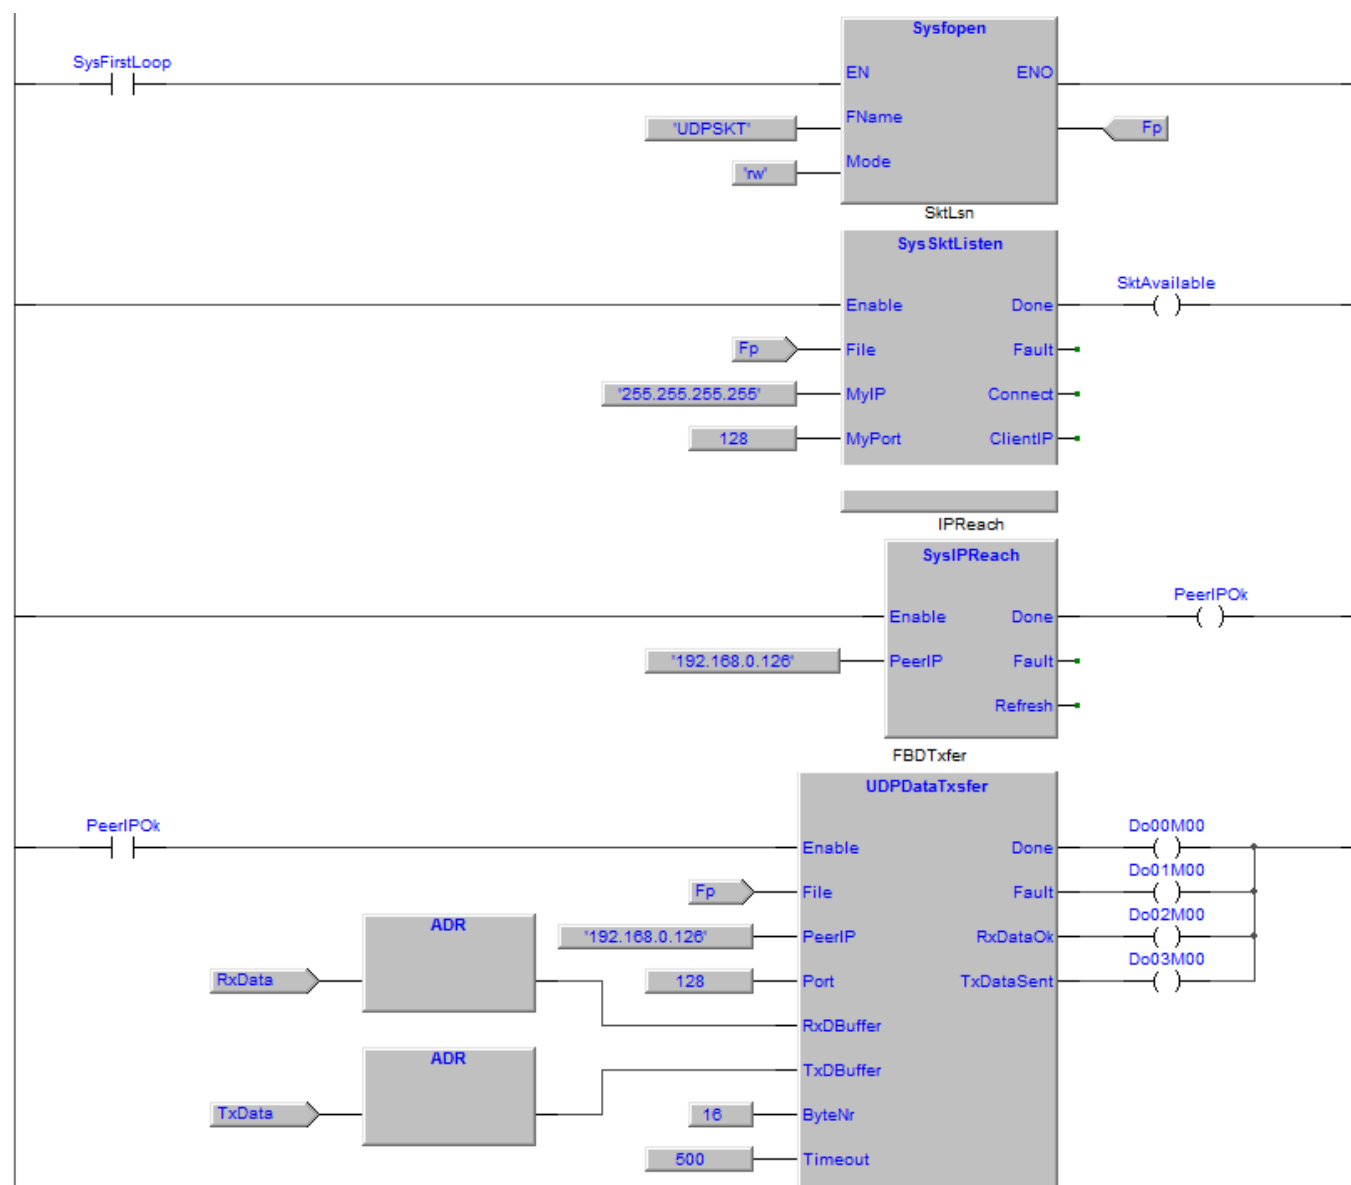 Sysfopen
SysFirstLoop
EN ENO
'UDPSKT' FName Fp
'rw' Mode
SktLsn
SysSktListen
SktAvailable
Enable Done
Fp File Fault
'255.255.255.255' MyIP Connect
128 MyPort ClientIP
IPReach
SysIPReach
PeerIPOk
Enable Done
'192.168.0.126' PeerIP Fault
Refresh
FBDTxfer
UDPDataTxsfer
PeerIPOk Do00M00
Enable Done
Do01M00
Fp File Fault
ADR Do02M00
'192.168.0.126' PeerIP RxDataOk
Do03M00
RxData 128 Port TxDataSent
RxDBuffer
ADR
TxDBuffer
TxData 16 ByteNr
500 Timeout